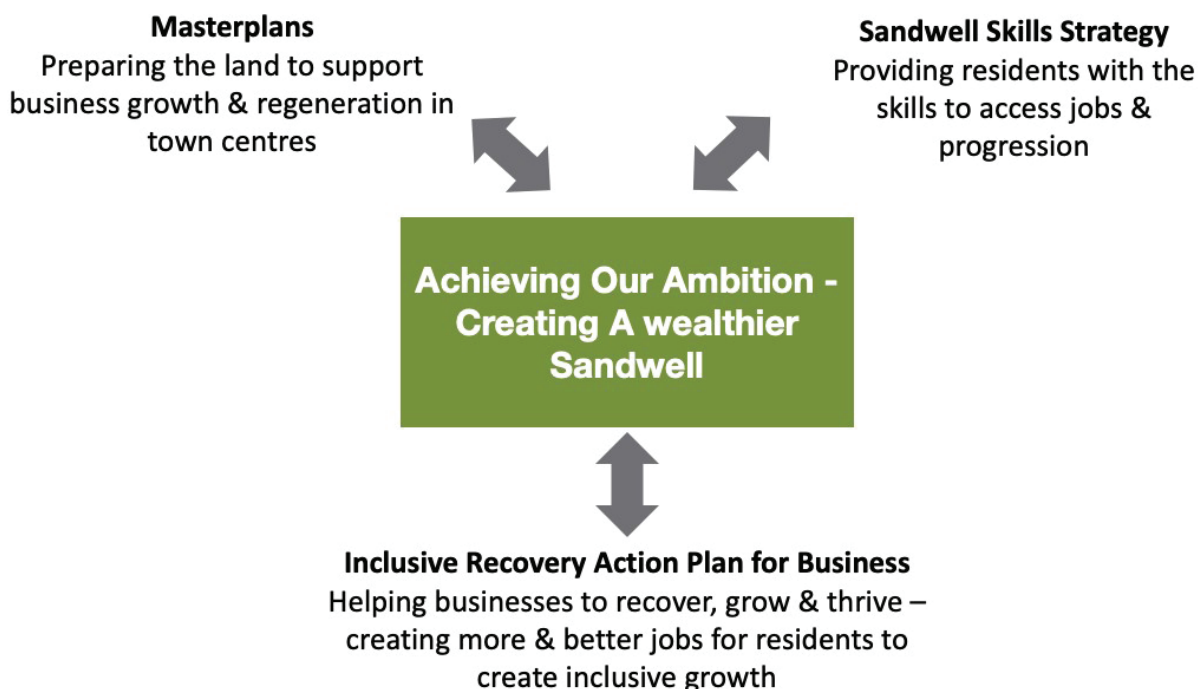 Masterplans
Preparing the land to support
business growth & regeneration in
town centres
Sandwell Skills Strategy
Providing residents with the
skills to access jobs &
progression
Achieving Our Ambition -
Creating A wealthier
Sandwell
Inclusive Recovery Action Plan for Business
Helping businesses to recover, grow & thrive –
creating more & better jobs for residents to
create inclusive growth